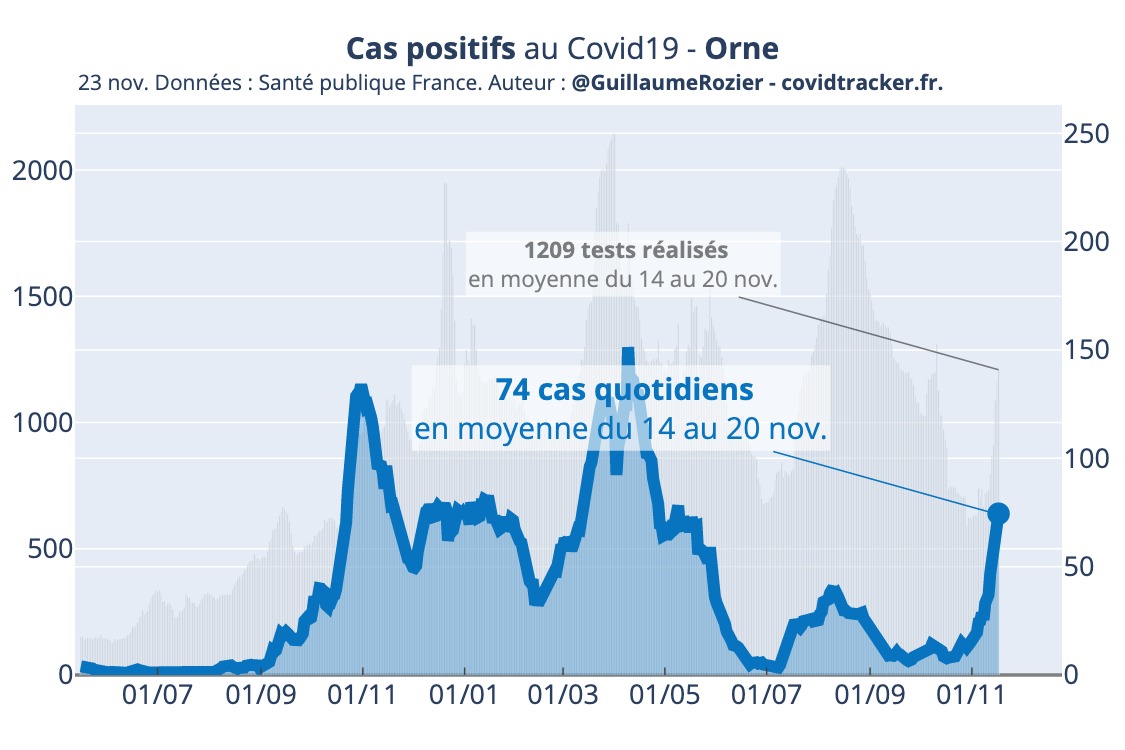 Cas positifs au Covid19 - Orne
23 nov. Données : Santé publique France. Auteur : @GuillaumeRozier - covidtracker.fr.
250
2000
200
1209 tests réalisés
en moyenne du 14 au 20 nov.
1500
150
74 cas quotidiens
1000
en moyenne du 14 au 20 nov.
100
500
50
0
0
01/07 01/09 01/11 01/01 01/03 01/05 01/07 01/09 01/11